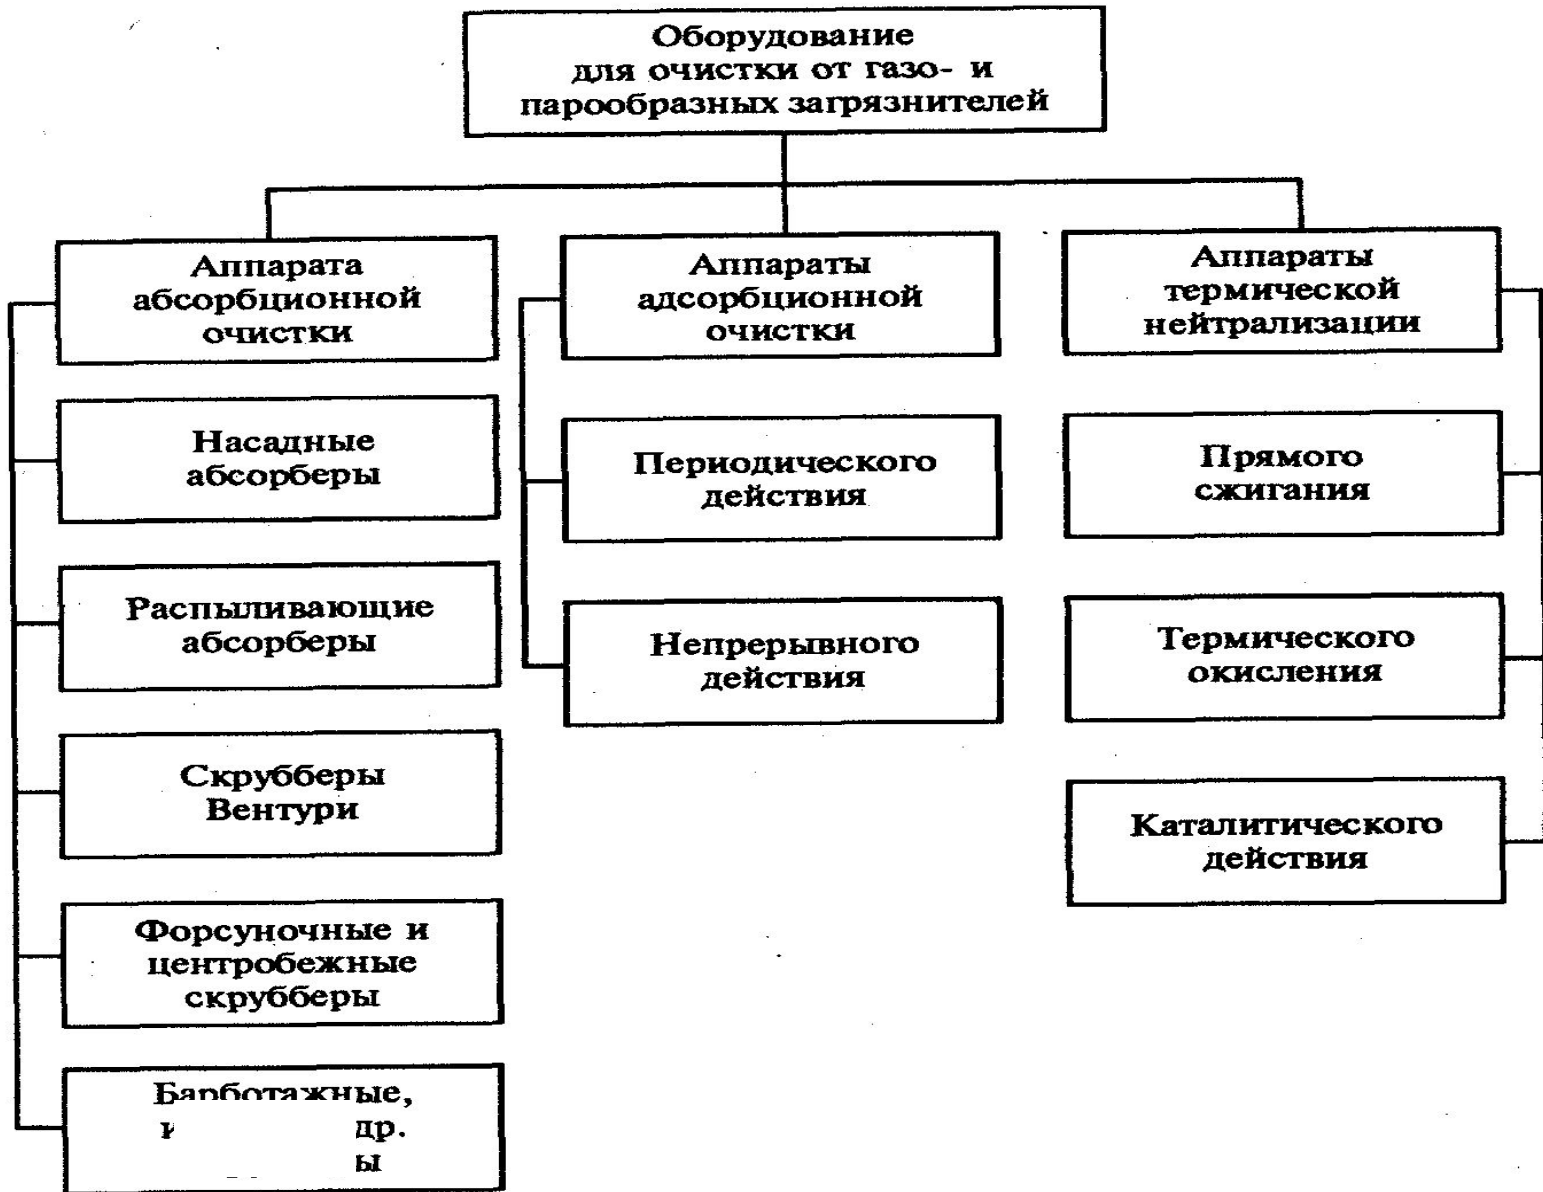 Оборудование
для очистки от газо- и
парообразных загрязнителей
Аппарата
абсорбционной
очистки
Насадные
абсорберы
Распыливающие
абсорберы
Скрубберы
Вентури
Форсуночные и
центробежные
скрубберы
Барботажные,
др.
Аппараты
адсорбционной
очистки
Периодического
действия
Непрерывного
действия
Аппараты
термической
нейтрализации
Прямого
сжигания
Термического
окисления
Каталитического
действия